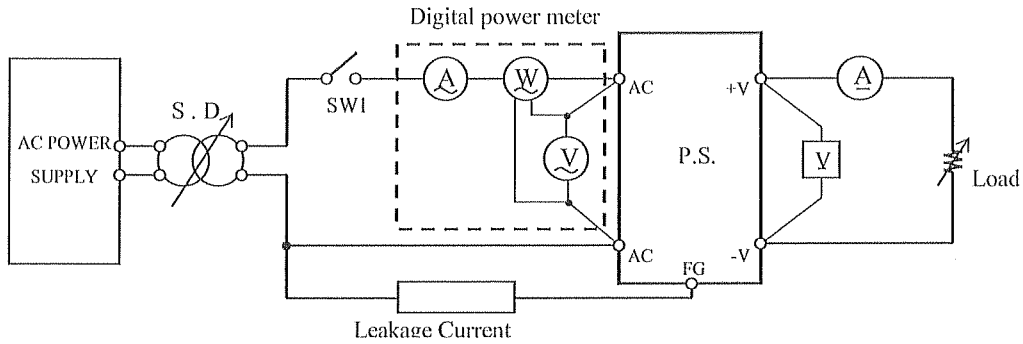 Digital power meter
S . D
SW1
A
W
V
AC
AC
AC POWER
SUPPLY
P.S.
+V
-V
FG
A
V
Load
Leakage Current